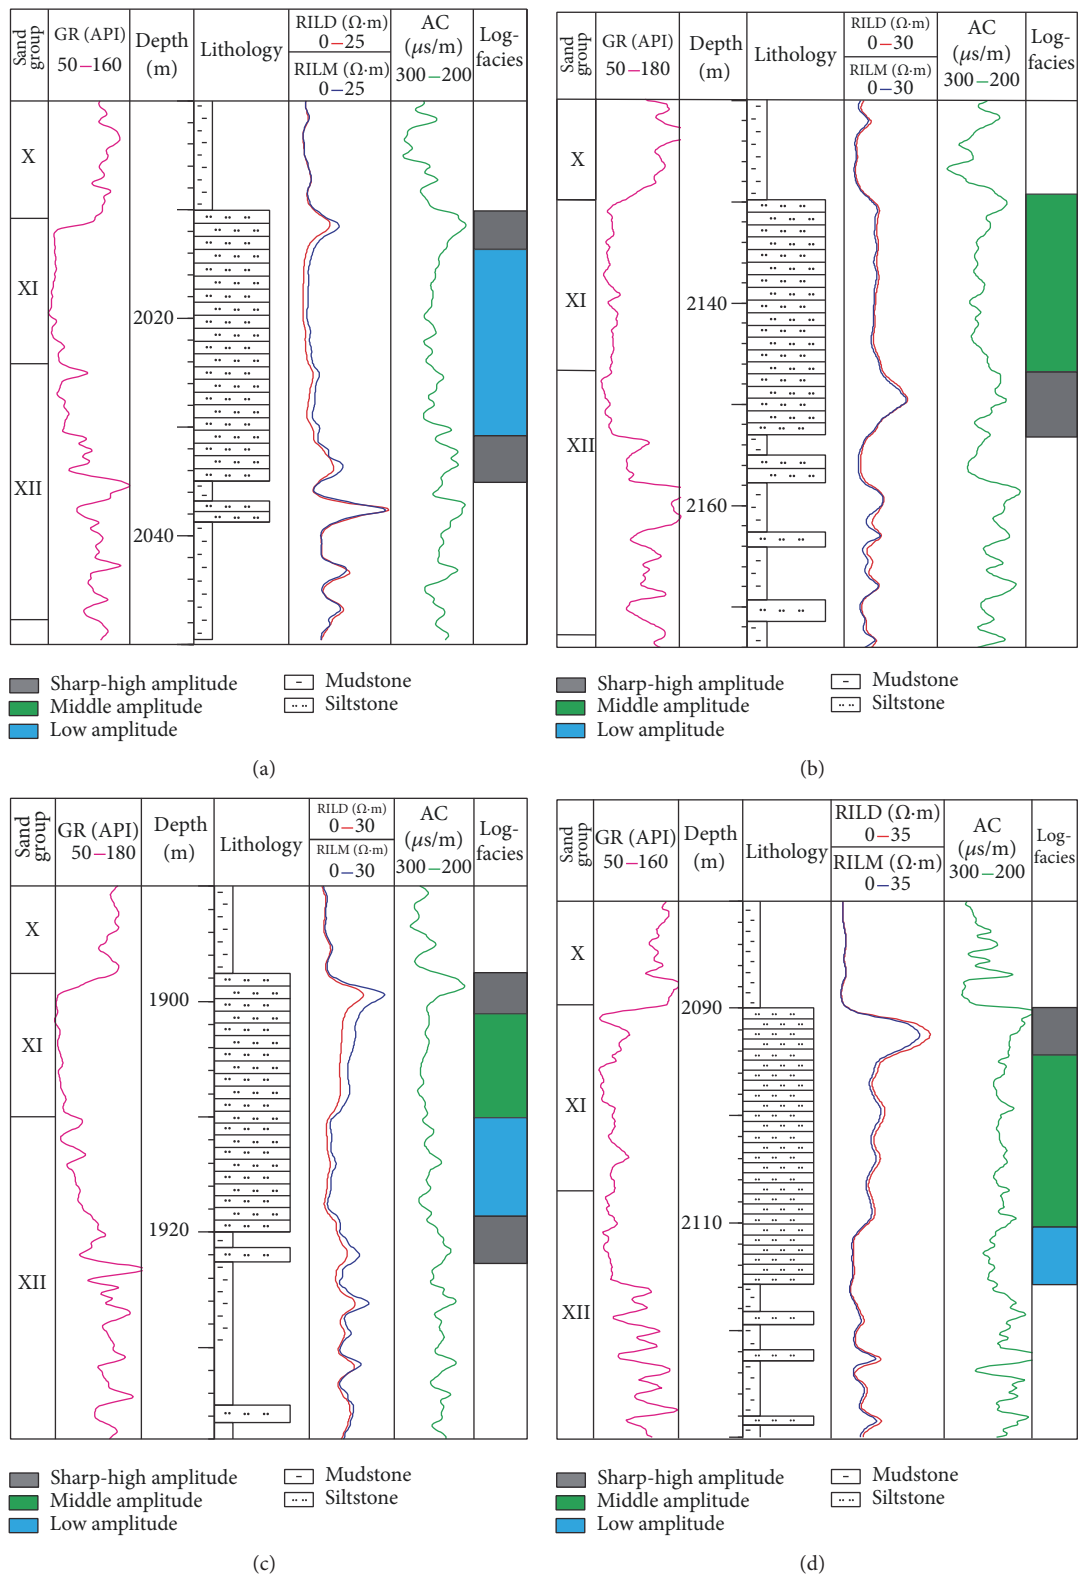 Sand group
GR (API)
50–160
Depth
(m)
Lithology
RILD (Ω·m)
0–25
RILM (Ω·m)
0–25
AC
(μs/m)
300–200
Log-
facies
X
XI
XII
2020
2040
Sharp-high amplitude
Middle amplitude
Low amplitude
Mudstone
Siltstone
(a)
Sand group
GR (API)
50–180
Depth
(m)
Lithology
RILD (Ω·m)
0–30
RILM (Ω·m)
0–30
AC
(μs/m)
300–200
Log-
facies
X
XI
XII
2140
2160
Sharp-high amplitude
Middle amplitude
Low amplitude
Mudstone
Siltstone
(b)
Sand group
GR (API)
50–180
Depth
(m)
Lithology
RILD (Ω·m)
0–30
RILM (Ω·m)
0–30
AC
(μs/m)
300–200
Log-
facies
X
XI
XII
1900
1920
Sharp-high amplitude
Middle amplitude
Low amplitude
Mudstone
Siltstone
(c)
Sand group
GR (API)
50–160
Depth
(m)
Lithology
RILD (Ω·m)
0–35
RILM (Ω·m)
0–35
AC
(μs/m)
300–200
Log-
facies
X
XI
XII
2090
2110
Sharp-high amplitude
Middle amplitude
Low amplitude
Mudstone
Siltstone
(d)